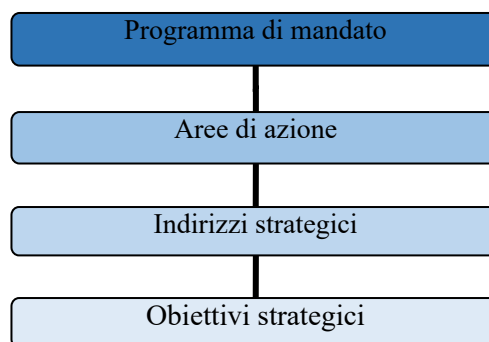 Programma di mandato
Aree di azione
Indirizzi strategici
Obiettivi strategici